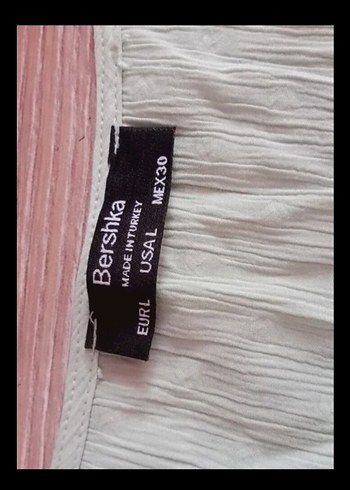 Bershka
MADE IN TURKEY
EUR L USA L MEX 30